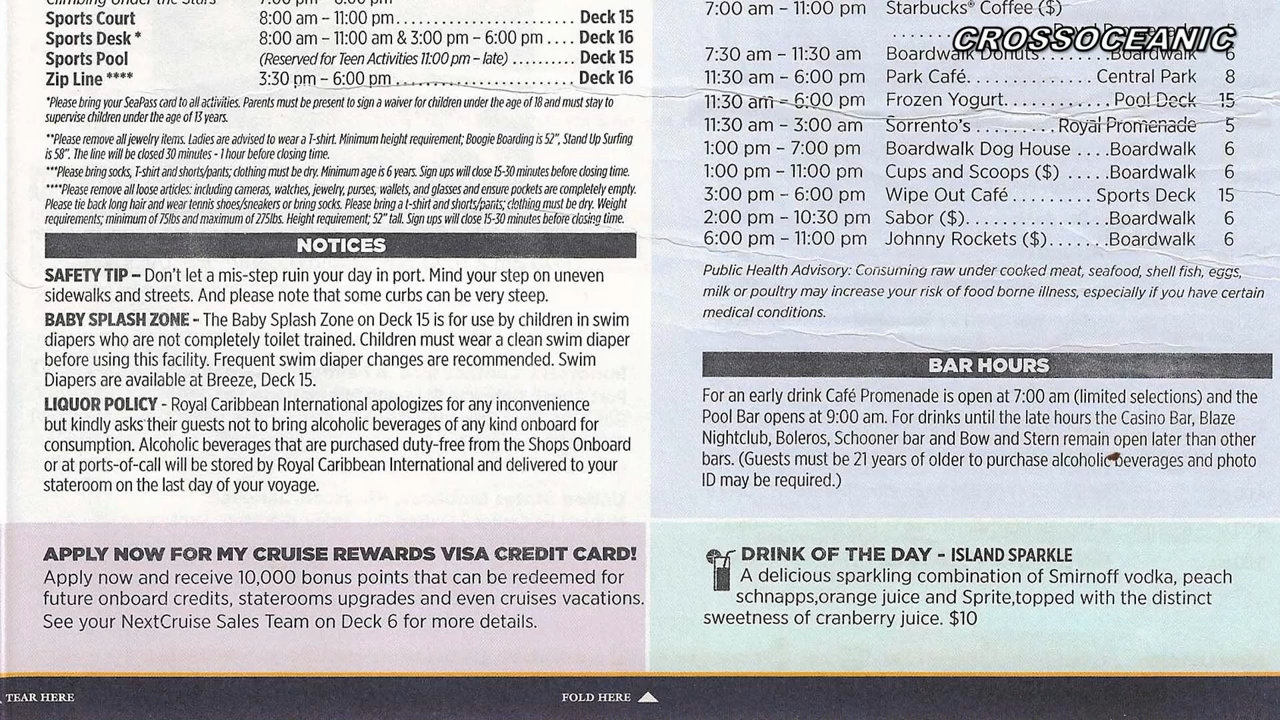 Climbing Under the Stars 7:00 pm – 8:00 pm
Sports Court 8:00 am – 11:00 pm Deck 15
Sports Desk * 8:00 am – 11:00 am & 3:00 pm – 6:00 pm Deck 16
Sports Pool (Reserved for Teen Activities 11:00 pm – late) Deck 15
Zip Line **** 3:30 pm – 6:00 pm Deck 16
*Please bring your SeaPass card to all activities. Parents must be present to sign a waiver for children under the age of 18 and must stay to
supervise children under the age of 13 years.
**Please remove all jewelry items. Ladies are advised to wear a T-shirt. Minimum height requirement; Boogie Boarding is 52", Stand Up Surfing
is 58". The line will be closed 30 minutes - 1 hour before closing time.
***Please bring socks, T-shirt and shorts/pants; clothing must be dry. Minimum age is 6 years. Sign ups will close 15-30 minutes before closing time.
****Please remove all loose articles: including cameras, watches, jewelry, purses, wallets, and glasses and ensure pockets are completely empty.
Please tie back long hair and wear tennis shoes/sneakers or bring socks. Please bring a t-shirt and shorts/pants; clothing must be dry. Weight
requirements; minimum of 75lbs and maximum of 275lbs. Height requirement; 52" tall. Sign ups will close 15-30 minutes before closing time.
NOTICES
SAFETY TIP – Don't let a mis-step ruin your day in port. Mind your step on uneven
sidewalks and streets. And please note that some curbs can be very steep.
BABY SPLASH ZONE - The Baby Splash Zone on Deck 15 is for use by children in swim
diapers who are not completely toilet trained. Children must wear a clean swim diaper
before using this facility. Frequent swim diaper changes are recommended. Swim
Diapers are available at Breeze, Deck 15.
LIQUOR POLICY - Royal Caribbean International apologizes for any inconvenience
but kindly asks their guests not to bring alcoholic beverages of any kind onboard for
consumption. Alcoholic beverages that are purchased duty-free from the Shops Onboard
or at ports-of-call will be stored by Royal Caribbean International and delivered to your
stateroom on the last day of your voyage.
APPLY NOW FOR MY CRUISE REWARDS VISA CREDIT CARD!
Apply now and receive 10,000 bonus points that can be redeemed for
future onboard credits, staterooms upgrades and even cruises vacations.
See your NextCruise Sales Team on Deck 6 for more details.
TEAR HERE
FOLD HERE
CROSSOCEANIC
7:00 am – 11:00 pm Starbucks® Coffee ($)
Royal Promenade 5
7:30 am – 11:30 am Boardwalk Donuts Boardwalk 6
11:30 am – 6:00 pm Park Café Central Park 8
11:30 am – 6:00 pm Frozen Yogurt Pool Deck 15
11:30 am – 3:00 am Sorrento's Royal Promenade 5
1:00 pm – 7:00 pm Boardwalk Dog House Boardwalk 6
1:00 pm – 11:00 pm Cups and Scoops ($) Boardwalk 6
3:00 pm – 6:00 pm Wipe Out Café Sports Deck 15
2:00 pm – 10:30 pm Sabor ($) Boardwalk 6
6:00 pm – 11:00 pm Johnny Rockets ($) Boardwalk 6
Public Health Advisory: Consuming raw under cooked meat, seafood, shell fish, eggs,
milk or poultry may increase your risk of food borne illness, especially if you have certain
medical conditions.
BAR HOURS
For an early drink Café Promenade is open at 7:00 am (limited selections) and the
Pool Bar opens at 9:00 am. For drinks until the late hours the Casino Bar, Blaze
Nightclub, Boleros, Schooner bar and Bow and Stern remain open later than other
bars. (Guests must be 21 years of older to purchase alcoholic beverages and photo
ID may be required.)
DRINK OF THE DAY - ISLAND SPARKLE
A delicious sparkling combination of Smirnoff vodka, peach
schnapps,orange juice and Sprite,topped with the distinct
sweetness of cranberry juice. $10